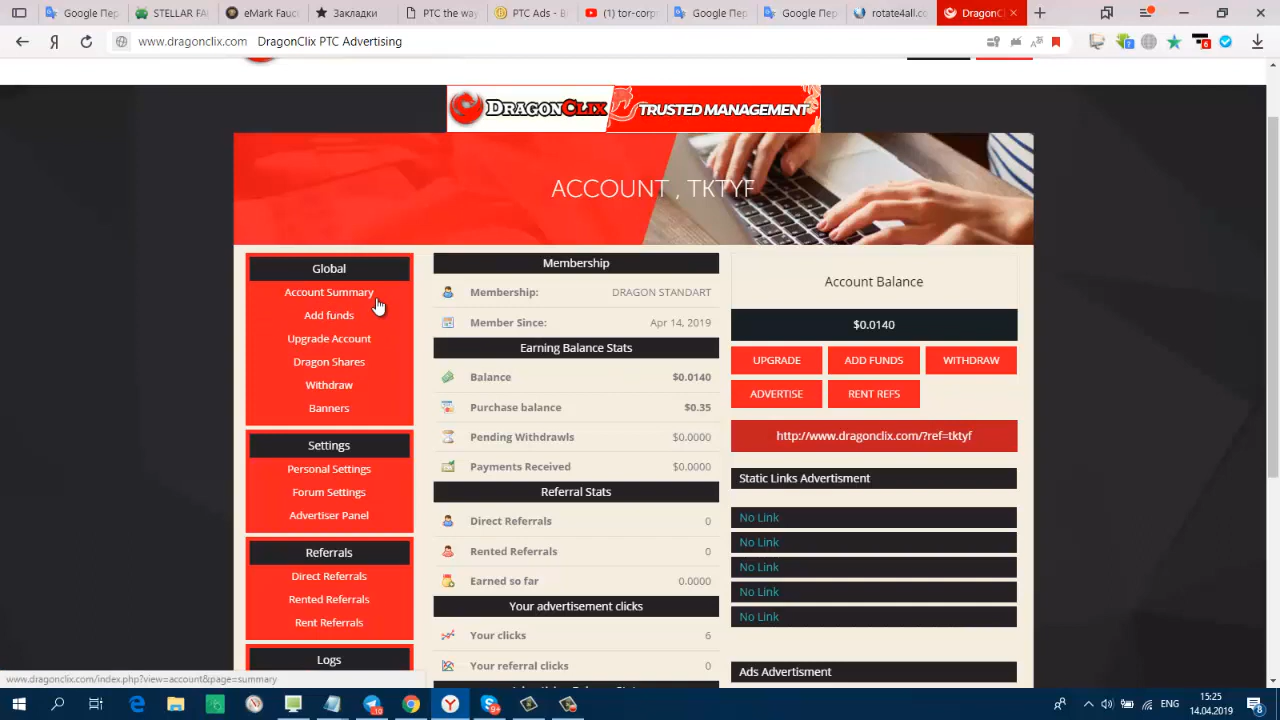 Google Пер
STELLAR FA
eMark Расш
Экономика
PTC the way
PTC Ads - B
10 top-corp
Google Пер
Google Пер
rotate4all.c
DragonC
www.dragonclix.com DragonClix PTC Advertising
DRAGONCLIX TRUSTED MANAGEMENT
ACCOUNT , TKTYF
Global
Account Summary
Add funds
Upgrade Account
Dragon Shares
Withdraw
Banners
Settings
Personal Settings
Forum Settings
Advertiser Panel
Referrals
Direct Referrals
Rented Referrals
Rent Referrals
Logs
Membership
Membership: DRAGON STANDART
Member Since: Apr 14, 2019
Earning Balance Stats
Balance $0.0140
Purchase balance $0.35
Pending Withdrawls $0.0000
Payments Received $0.0000
Referral Stats
Direct Referrals 0
Rented Referrals 0
Earned so far 0.0000
Your advertisement clicks
Your clicks 6
Your referral clicks 0
Account Balance
$0.0140
UPGRADE ADD FUNDS WITHDRAW
ADVERTISE RENT REFS
http://www.dragonclix.com/?ref=tktyf
Static Links Advertisment
No Link
No Link
No Link
No Link
No Link
Ads Advertisment
www.dragonclix.com/index.php?view=account&page=summary
ENG
15:25
14.04.2019